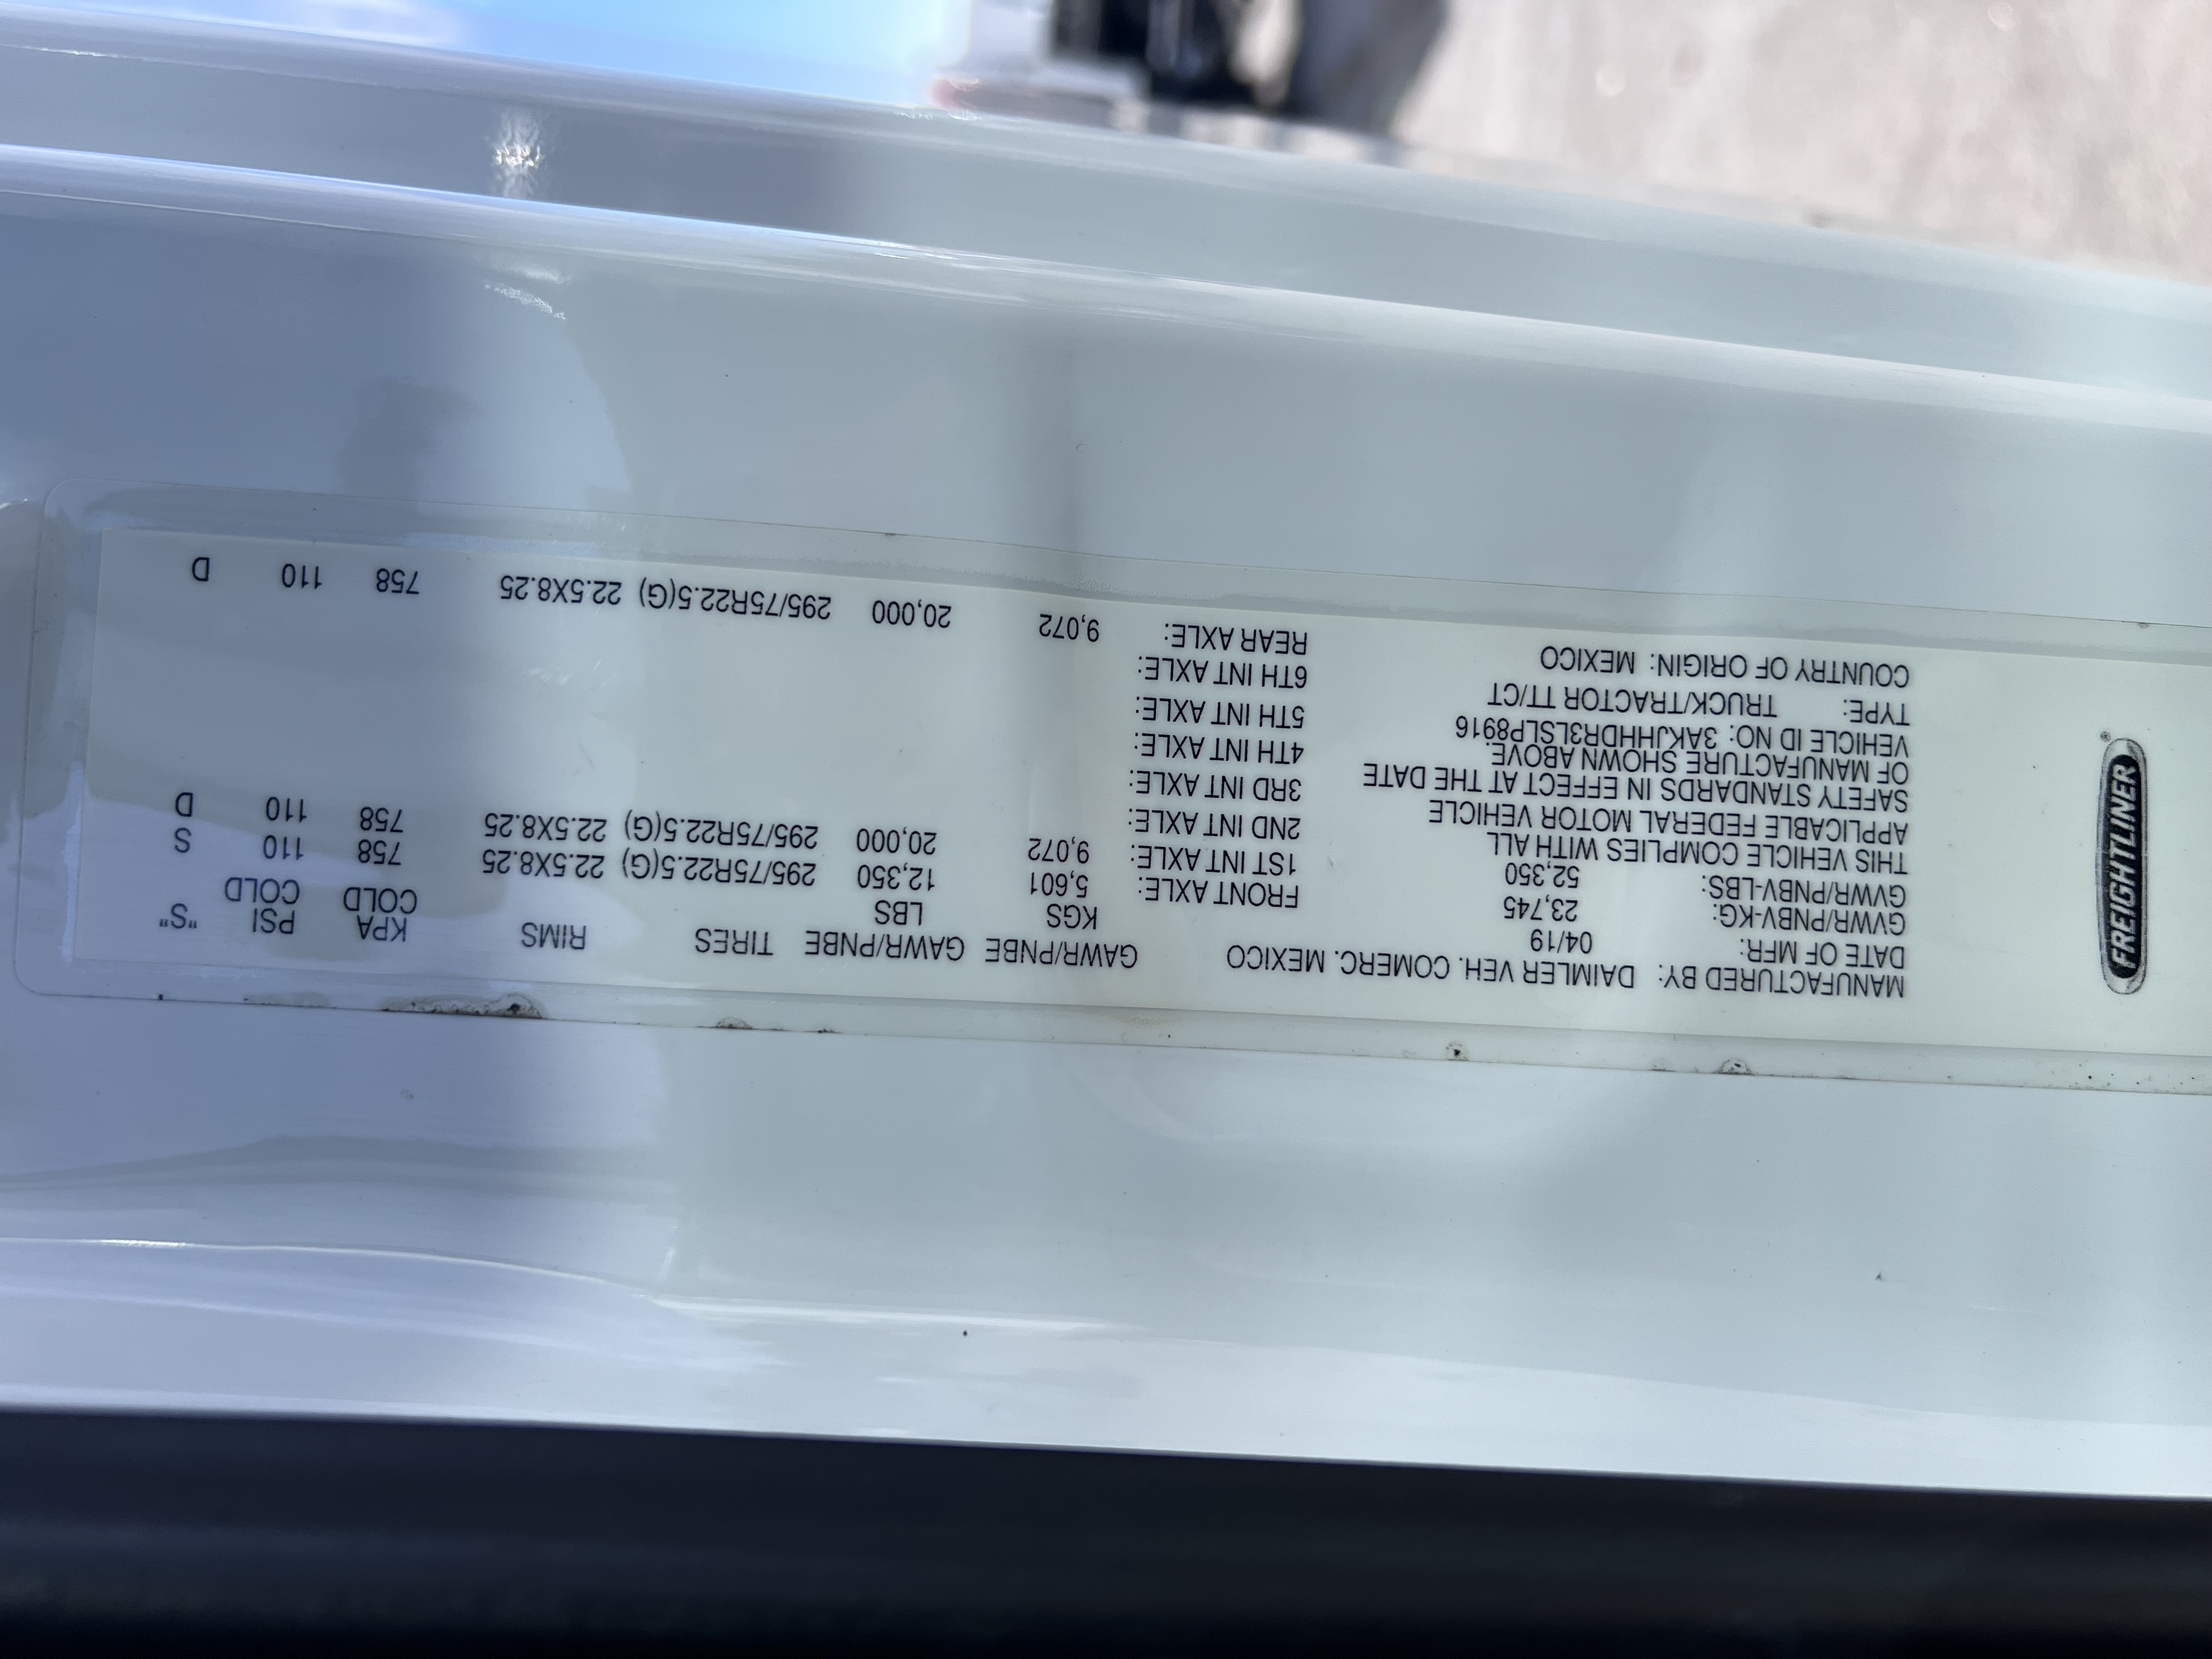 FREIGHTLINER®
MANUFACTURED BY: DAIMLER VEH. COMERC. MEXICO
DATE OF MFR: 04/19
GVWR/PNBV-KG: 23,745
GVWR/PNBV-LBS: 52,350
THIS VEHICLE COMPLIES WITH ALL
APPLICABLE FEDERAL MOTOR VEHICLE
SAFETY STANDARDS IN EFFECT AT THE DATE
OF MANUFACTURE SHOWN ABOVE.
VEHICLE ID NO: 3AKJHHDR3LSLP8916
TYPE: TRUCK/TRACTOR TT/CT
COUNTRY OF ORIGIN: MEXICO
GAWR/PNBE GAWR/PNBE TIRES RIMS KPA PSI "S"
KGS LBS COLD COLD
FRONT AXLE: 5,601 12,350 295/75R22.5(G) 22.5X8.25 758 110 S
1ST INT AXLE: 9,072 20,000 295/75R22.5(G) 22.5X8.25 758 110 D
2ND INT AXLE:
3RD INT AXLE:
4TH INT AXLE:
5TH INT AXLE:
6TH INT AXLE:
REAR AXLE: 9,072 20,000 295/75R22.5(G) 22.5X8.25 758 110 D